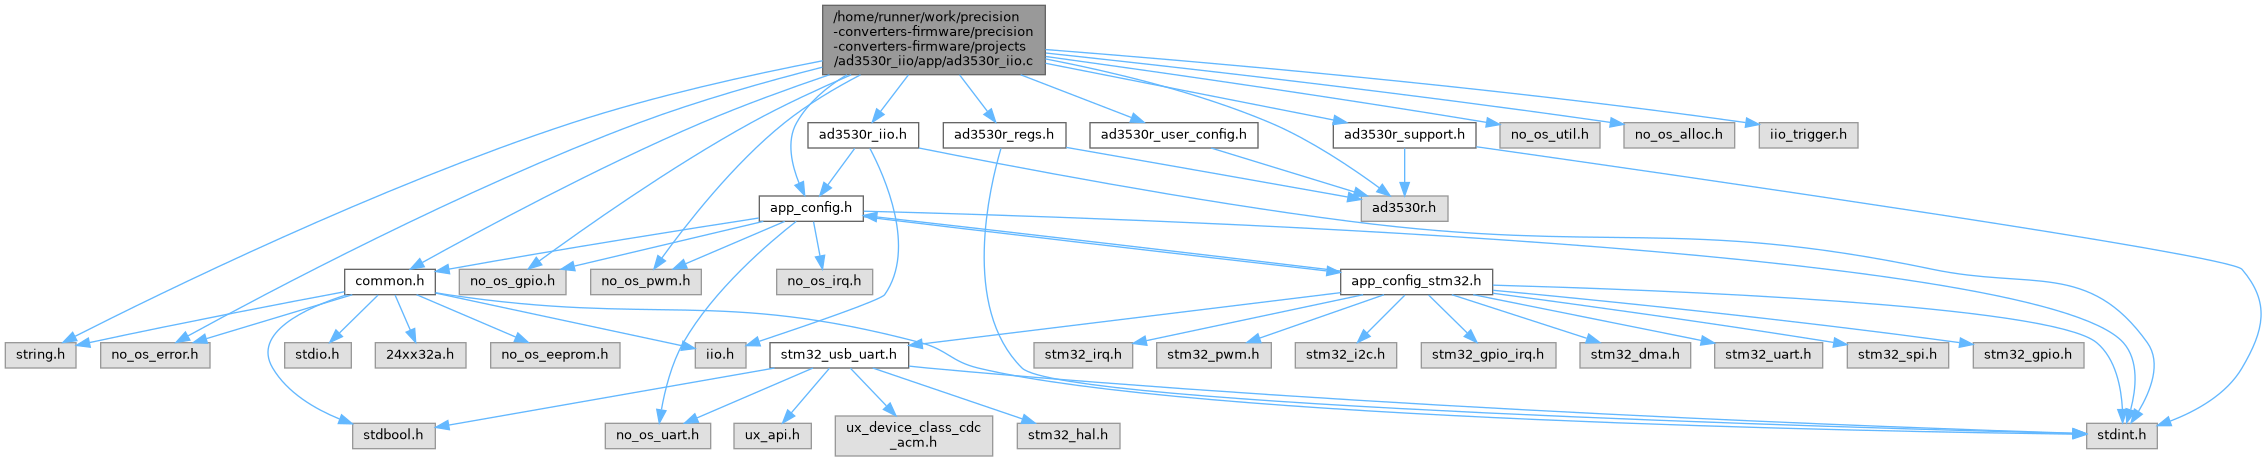 /home/runner/work/precision
-converters-firmware/precision
-converters-firmware/projects
/ad3530r_iio/app/ad3530r_iio.c
ad3530r_iio.h
ad3530r_regs.h
ad3530r_user_config.h
ad3530r_support.h
no_os_util.h
no_os_alloc.h
iio_trigger.h
app_config.h
ad3530r.h
common.h
no_os_gpio.h
no_os_pwm.h
no_os_irq.h
app_config_stm32.h
string.h
no_os_error.h
stdio.h
24xx32a.h
no_os_eeprom.h
iio.h
stm32_usb_uart.h
stm32_irq.h
stm32_pwm.h
stm32_i2c.h
stm32_gpio_irq.h
stm32_dma.h
stm32_uart.h
stm32_spi.h
stm32_gpio.h
stdbool.h
no_os_uart.h
ux_api.h
ux_device_class_cdc
_acm.h
stm32_hal.h
stdint.h